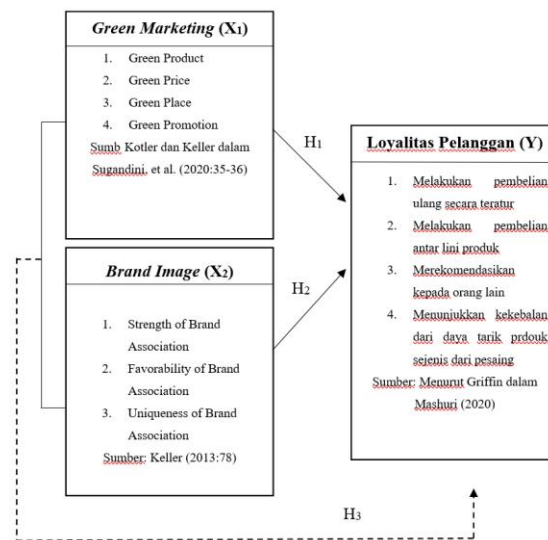 Green Marketing (X1)
1. Green Product
2. Green Price
3. Green Place
4. Green Promotion
Sumb Kotler dan Keller dalam
Sugandini, et al. (2020:35-36)
H1
Brand Image (X2)
1. Strength of Brand
Association
2. Favorability of Brand
Association
3. Uniqueness of Brand
Association
Sumber: Keller (2013:78)
H2
Loyalitas Pelanggan (Y)
1. Melakukan pembelian
ulang secara teratur
2. Melakukan pembelian
antar lini produk
3. Merekomendasikan
kepada orang lain
4. Menunjukkan kekebalan
dari daya tarik prdouk
sejenis dari pesaing
Sumber: Menurut Griffin dalam
Mashuri (2020)
H3